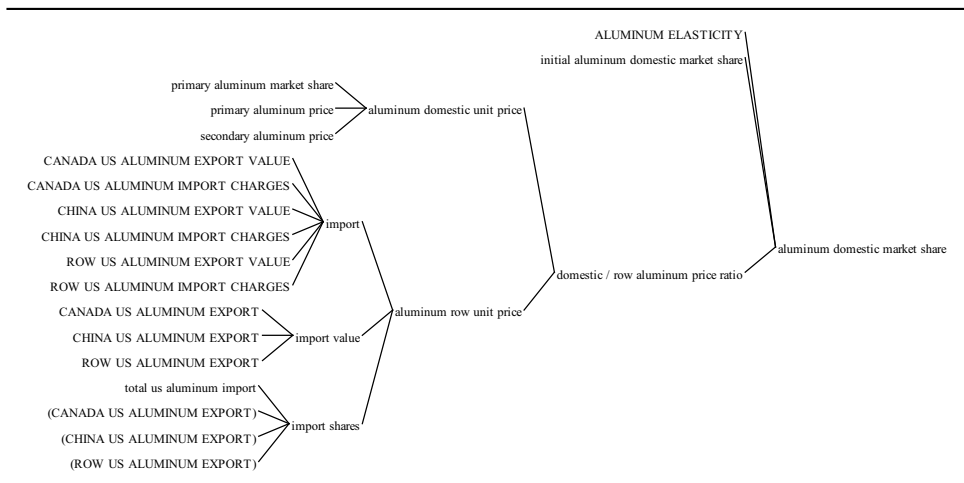 ALUMINUM ELASTICITY
initial aluminum domestic market share
primary aluminum market share
primary aluminum price
aluminum domestic unit price
secondary aluminum price
CANADA US ALUMINUM EXPORT VALUE
CANADA US ALUMINUM IMPORT CHARGES
CHINA US ALUMINUM EXPORT VALUE
import
CHINA US ALUMINUM IMPORT CHARGES
aluminum domestic market share
ROW US ALUMINUM EXPORT VALUE
domestic / row aluminum price ratio
ROW US ALUMINUM IMPORT CHARGES
CANADA US ALUMINUM EXPORT
aluminum row unit price
CHINA US ALUMINUM EXPORT
import value
ROW US ALUMINUM EXPORT
total us aluminum import
(CANADA US ALUMINUM EXPORT)
import shares
(CHINA US ALUMINUM EXPORT)
(ROW US ALUMINUM EXPORT)